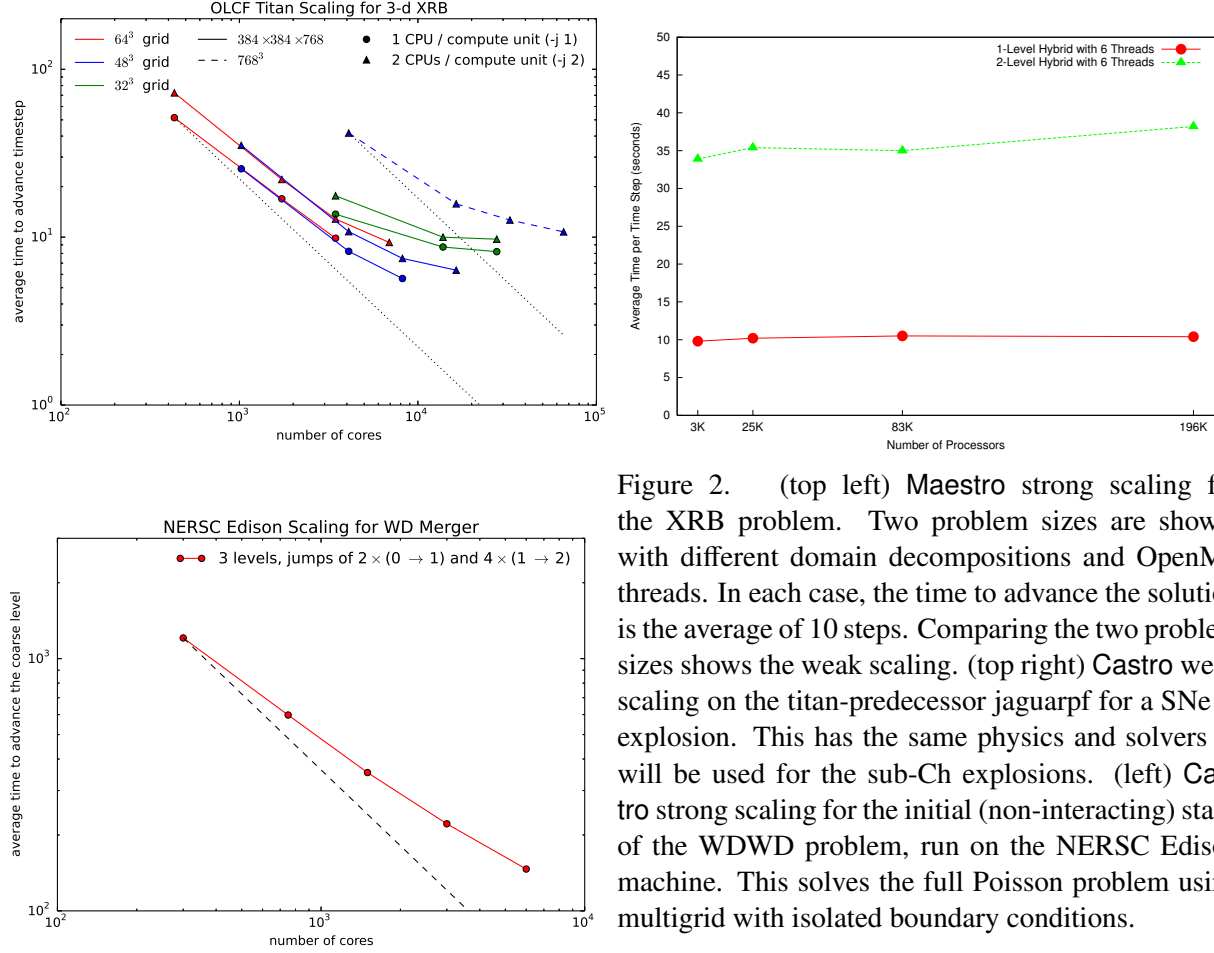 OLCF Titan Scaling for 3-d XRB
64³ grid
48³ grid
32³ grid
384×384×768
768³
1 CPU / compute unit (-j 1)
2 CPUs / compute unit (-j 2)
average time to advance timestep
10²
10¹
10⁰
10² 10³ 10⁴ 10⁵
number of cores
1-Level Hybrid with 6 Threads
2-Level Hybrid with 6 Threads
Average Time per Time Step (seconds)
50
45
40
35
30
25
20
15
10
5
0
3K 25K 83K 196K
Number of Processors
NERSC Edison Scaling for WD Merger
3 levels, jumps of 2 × (0 → 1) and 4 × (1 → 2)
average time to advance the coarse level
10³
10²
10² 10³ 10⁴
number of cores
Figure 2. (top left) Maestro strong scaling f
the XRB problem. Two problem sizes are show
with different domain decompositions and OpenM
threads. In each case, the time to advance the solutio
is the average of 10 steps. Comparing the two proble
sizes shows the weak scaling. (top right) Castro we
scaling on the titan-predecessor jaguarpf for a SNe
explosion. This has the same physics and solvers
will be used for the sub-Ch explosions. (left) Ca
tro strong scaling for the initial (non-interacting) sta
of the WDWD problem, run on the NERSC Ediso
machine. This solves the full Poisson problem usin
multigrid with isolated boundary conditions.